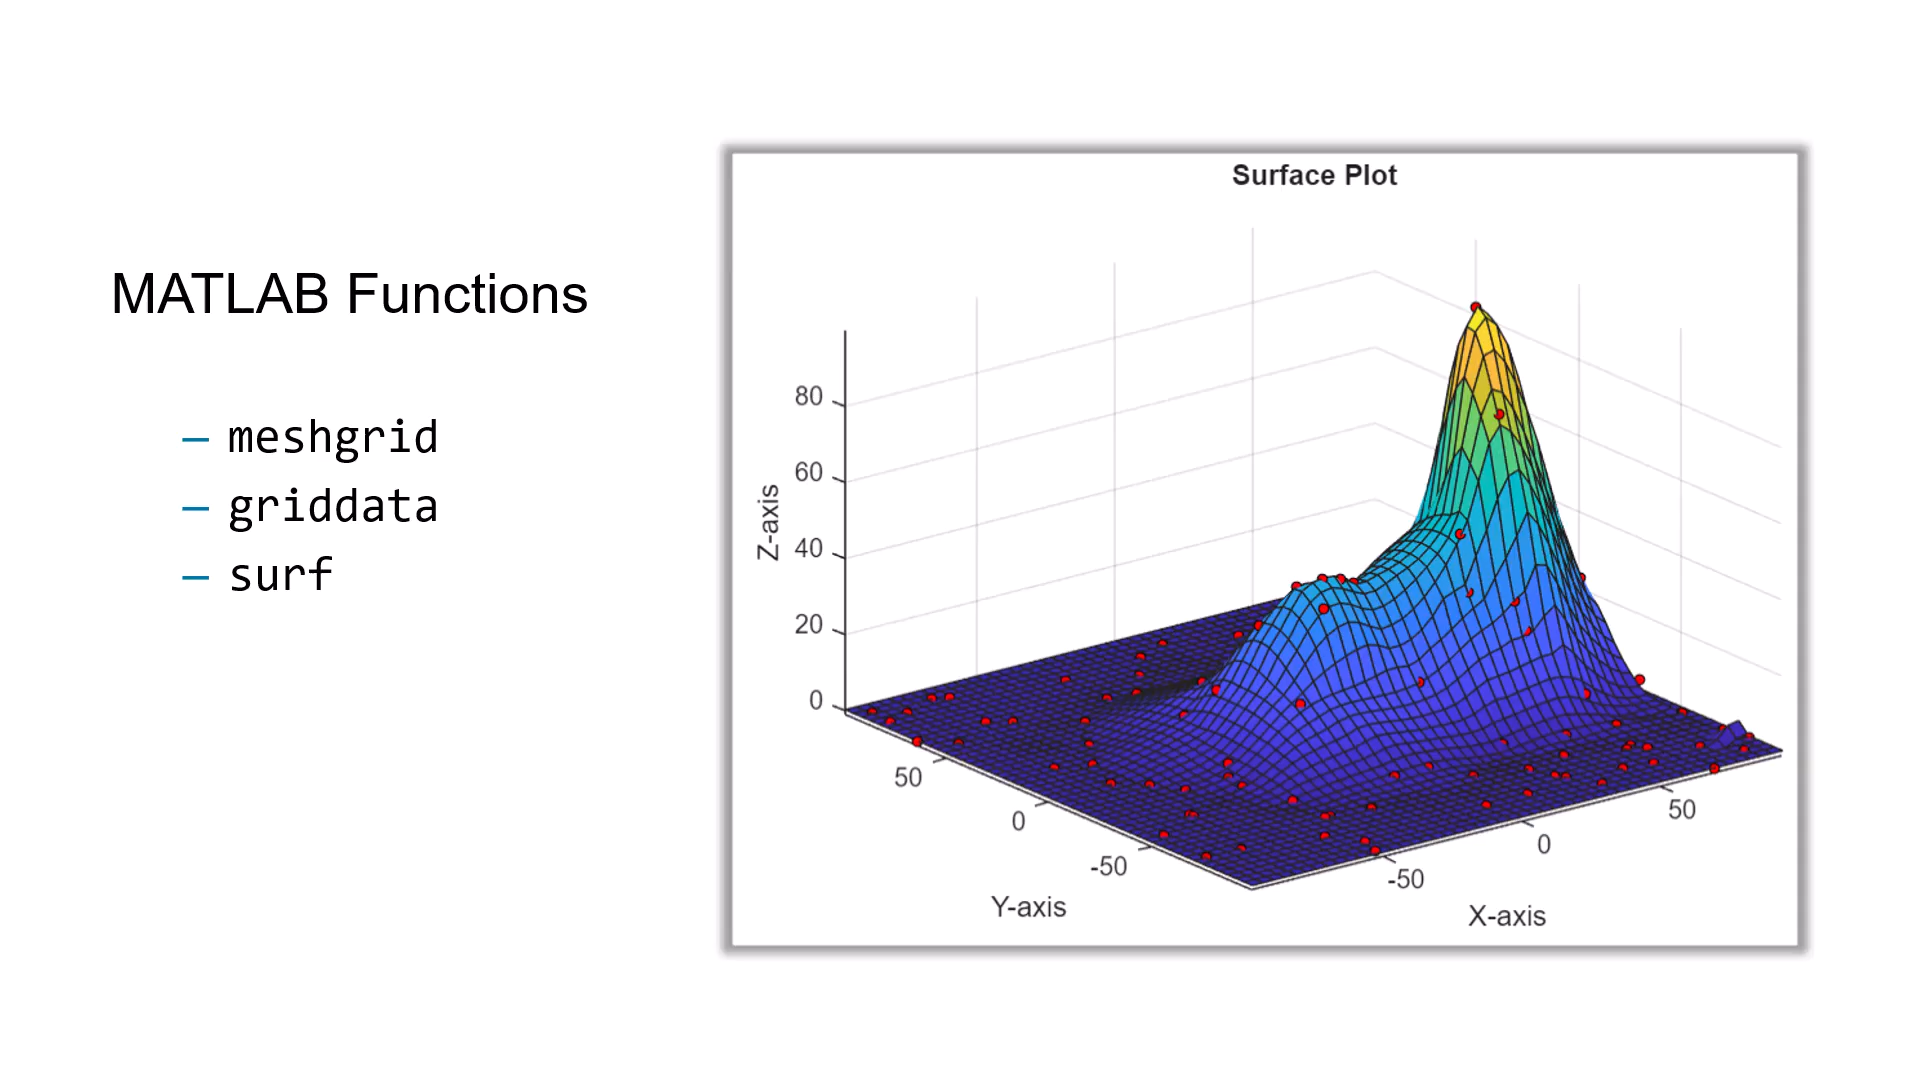 MATLAB Functions
– meshgrid
– griddata
– surf
Surface Plot
Z-axis
80
60
40
20
0
50
0
-50
Y-axis
-50
0
50
X-axis